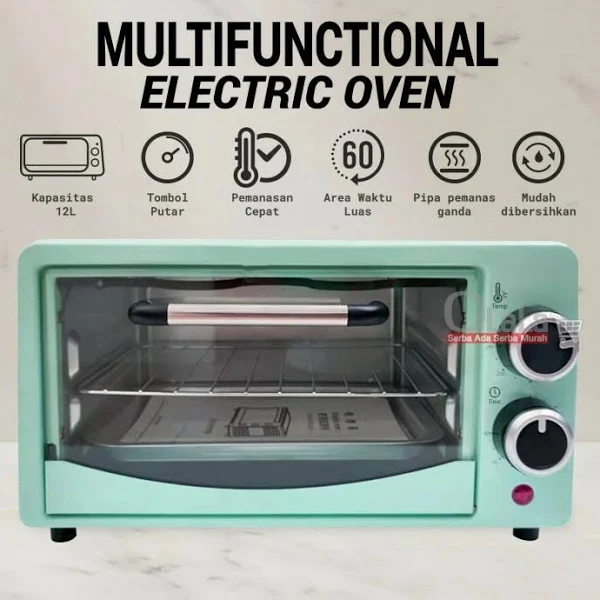 MULTIFUNCTIONAL
ELECTRIC OVEN
60
Kapasitas
12L
Tombol
Putar
Pemanasan
Cepat
Area Waktu
Luas
Pipa pemanas
ganda
Mudah
dibersihkan
°C
Temp
Serba Ada Serba Murah
Time